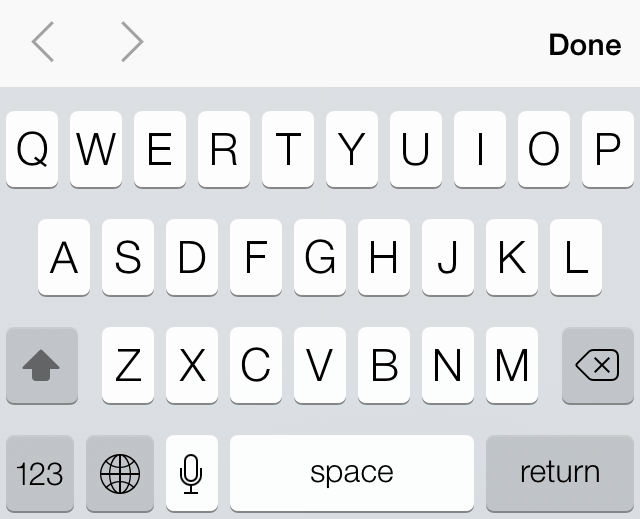 Done
Q W E R T Y U I O P
A S D F G H J K L
Z X C V B N M
123 space return